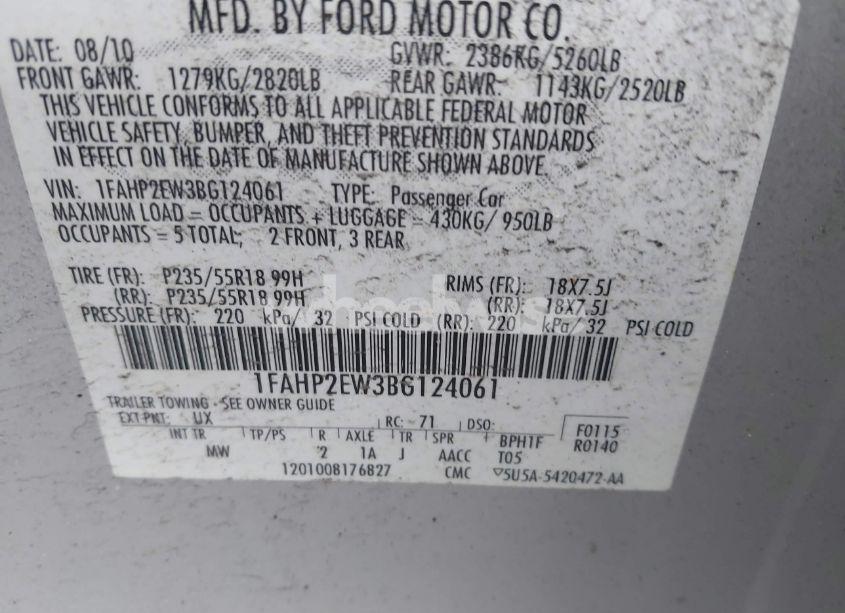 MFD. BY FORD MOTOR CO.
DATE: 08/10 GVWR: 2386KG/5260LB
FRONT GAWR: 1279KG/2820LB REAR GAWR: 1143KG/2520LB
THIS VEHICLE CONFORMS TO ALL APPLICABLE FEDERAL MOTOR
VEHICLE SAFETY, BUMPER, AND THEFT PREVENTION STANDARDS
IN EFFECT ON THE DATE OF MANUFACTURE SHOWN ABOVE.
VIN: 1FAHP2EW3BG124061 TYPE: Passenger Car
MAXIMUM LOAD = OCCUPANTS + LUGGAGE = 430KG/ 950LB
OCCUPANTS = 5 TOTAL; 2 FRONT, 3 REAR
TIRE (FR): P235/55R18 99H RIMS (FR): 18X7.5J
(RR): P235/55R18 99H (RR): 18X7.5J
PRESSURE (FR): 220 kPa/ 32 PSI COLD (RR): 220 kPa/ 32 PSI COLD
1FAHP2EW3BG124061
TRAILER TOWING - SEE OWNER GUIDE
EXT PNT: UX RC: 71 DSO: F0115
INT TR TP/PS R AXLE TR SPR BPH1F R0140
MW 2 1A J AACC T05
1201008176827 CMC ▽5U5A-5420472-AA